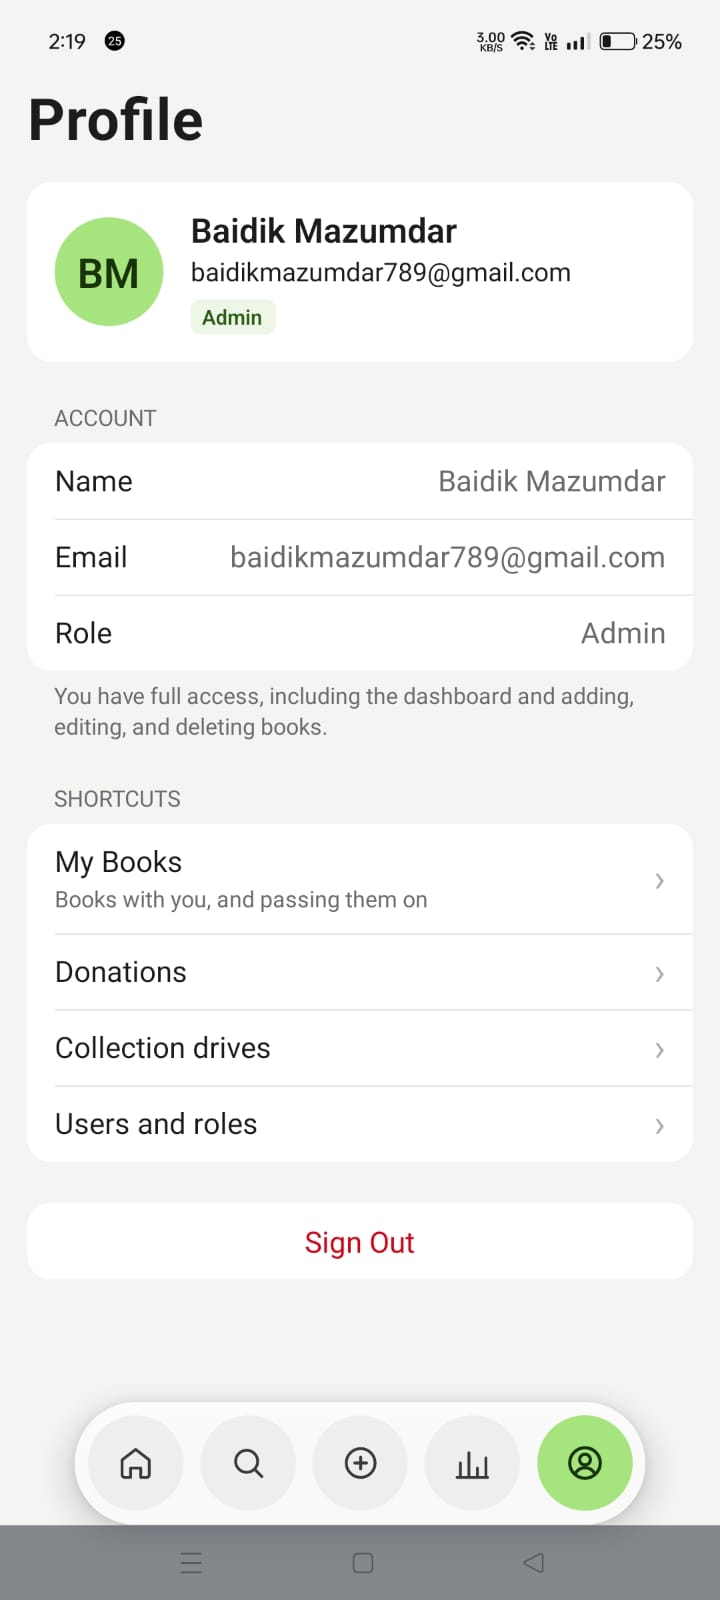 2:19 25 3.00 KB/S Vo LTE 25%
Profile
BM
Baidik Mazumdar
baidikmazumdar789@gmail.com
Admin
ACCOUNT
Name Baidik Mazumdar
Email baidikmazumdar789@gmail.com
Role Admin
You have full access, including the dashboard and adding,
editing, and deleting books.
SHORTCUTS
My Books
Books with you, and passing them on
Donations
Collection drives
Users and roles
Sign Out